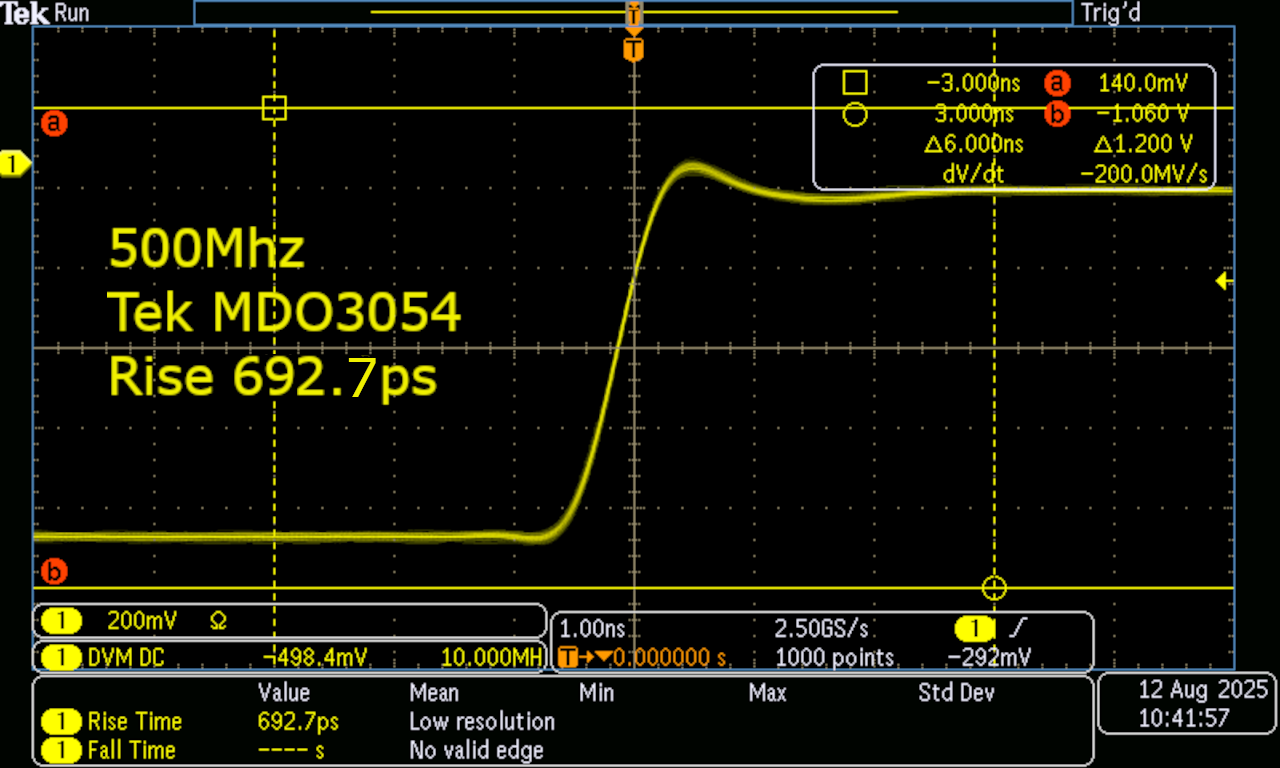 Tek Run
Trig'd
T
T
−3.000ns a 140.0mV
3.000ns b −1.060 V
Δ6.000ns Δ1.200 V
dV/dt −200.0MV/s
a
1
500Mhz
Tek MDO3054
Rise 692.7ps
b
1 200mV Ω
1 DVM DC −498.4mV 10.000MH
1.00ns 2.50GS/s 1
T→▼0.000000 s 1000 points −292mV
Value Mean Min Max Std Dev
1 Rise Time 692.7ps Low resolution
1 Fall Time ---- s No valid edge
12 Aug 2025
10:41:57